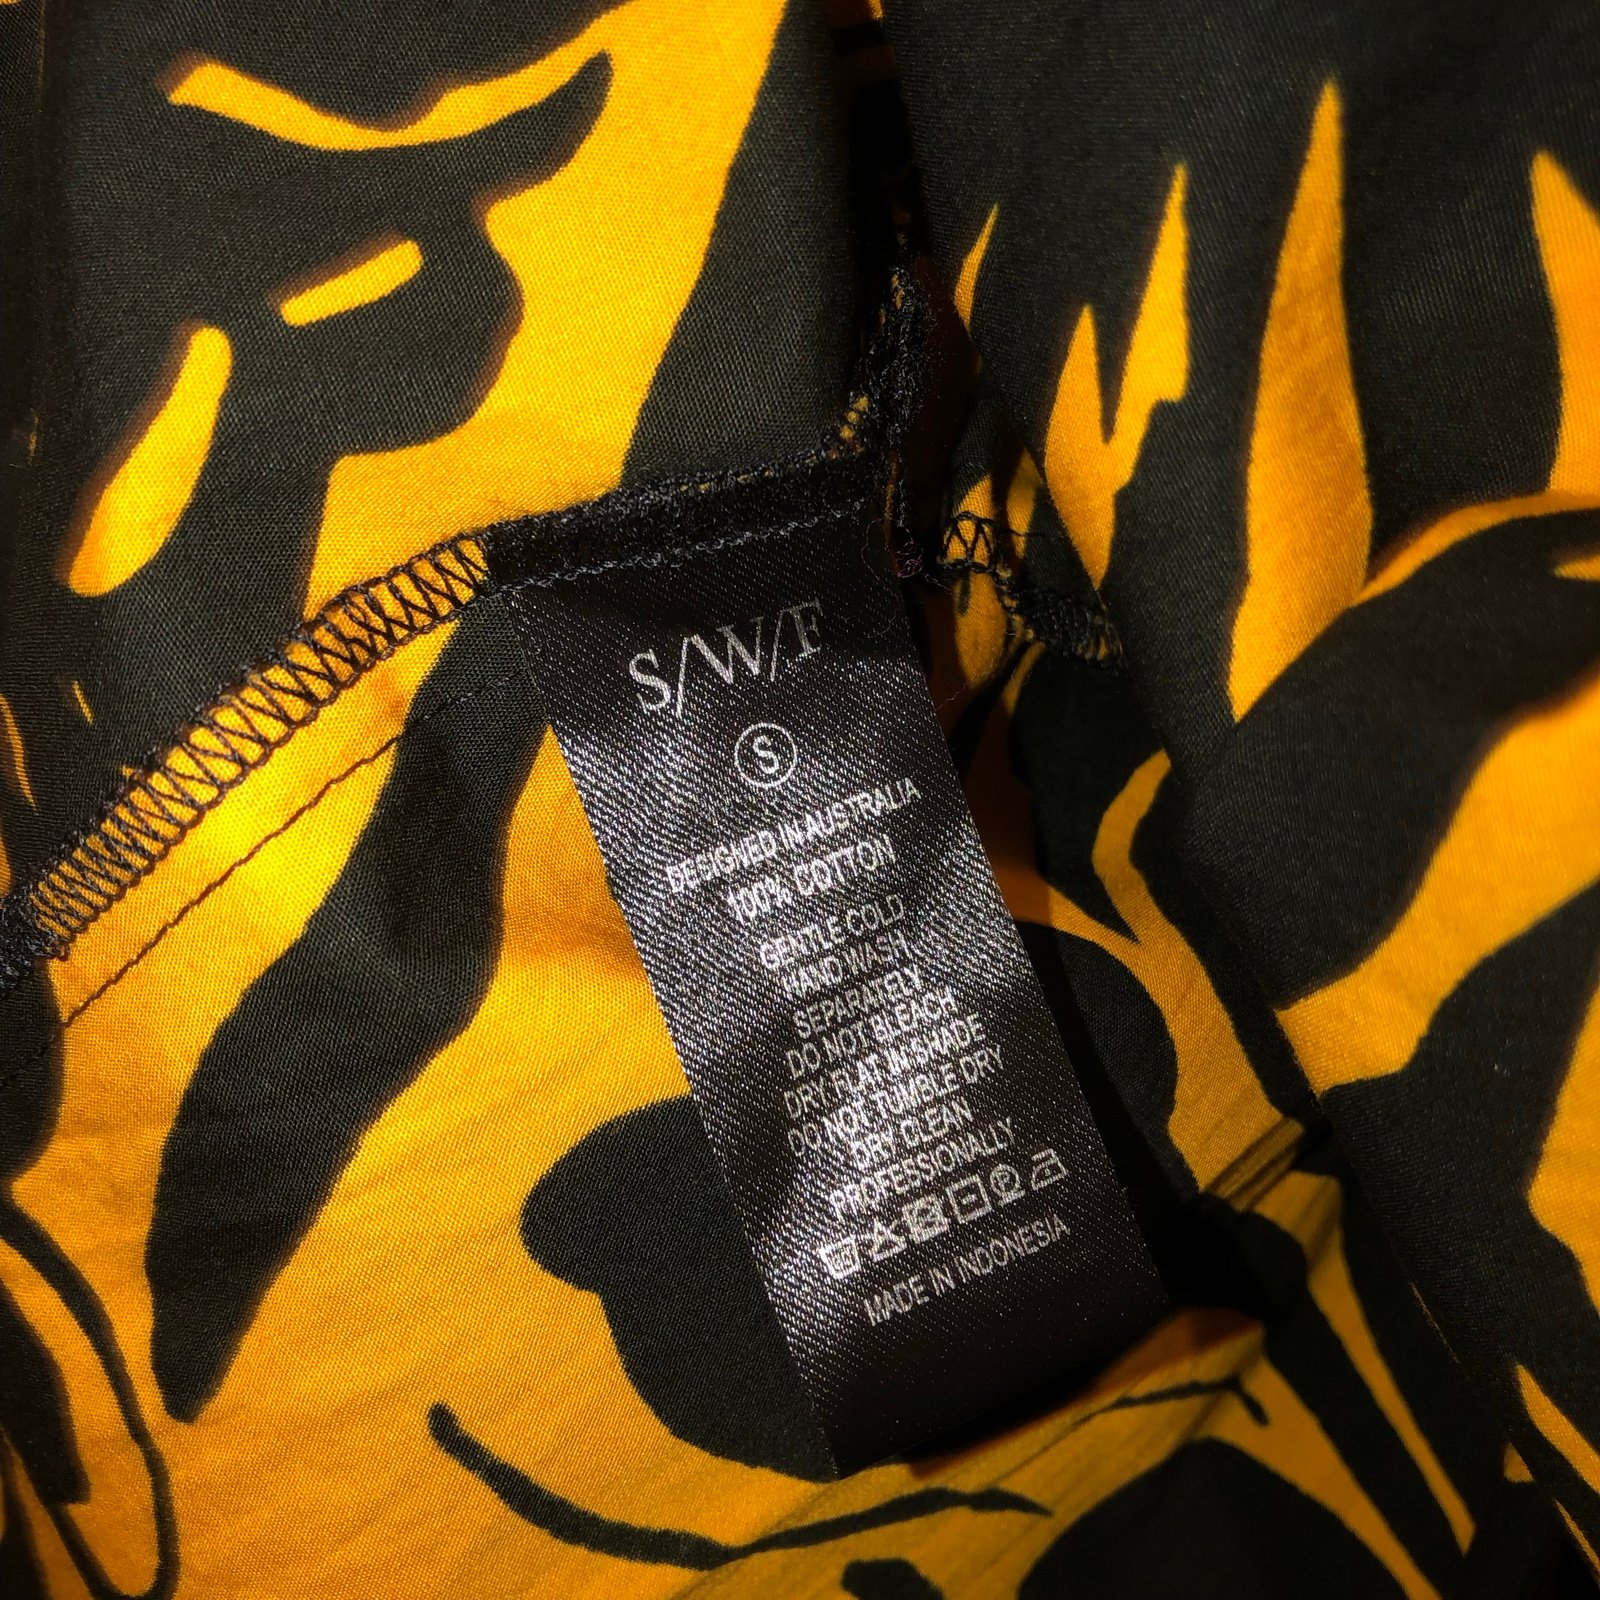 S/W/F
S
DESIGNED IN AUSTRALIA
100% COTTON
GENTLE COLD
HAND WASH
SEPARATELY
DO NOT BLEACH
DRY FLAT IN SHADE
DO NOT TUMBLE DRY
DRY CLEAN
PROFESSIONALLY
MADE IN INDONESIA